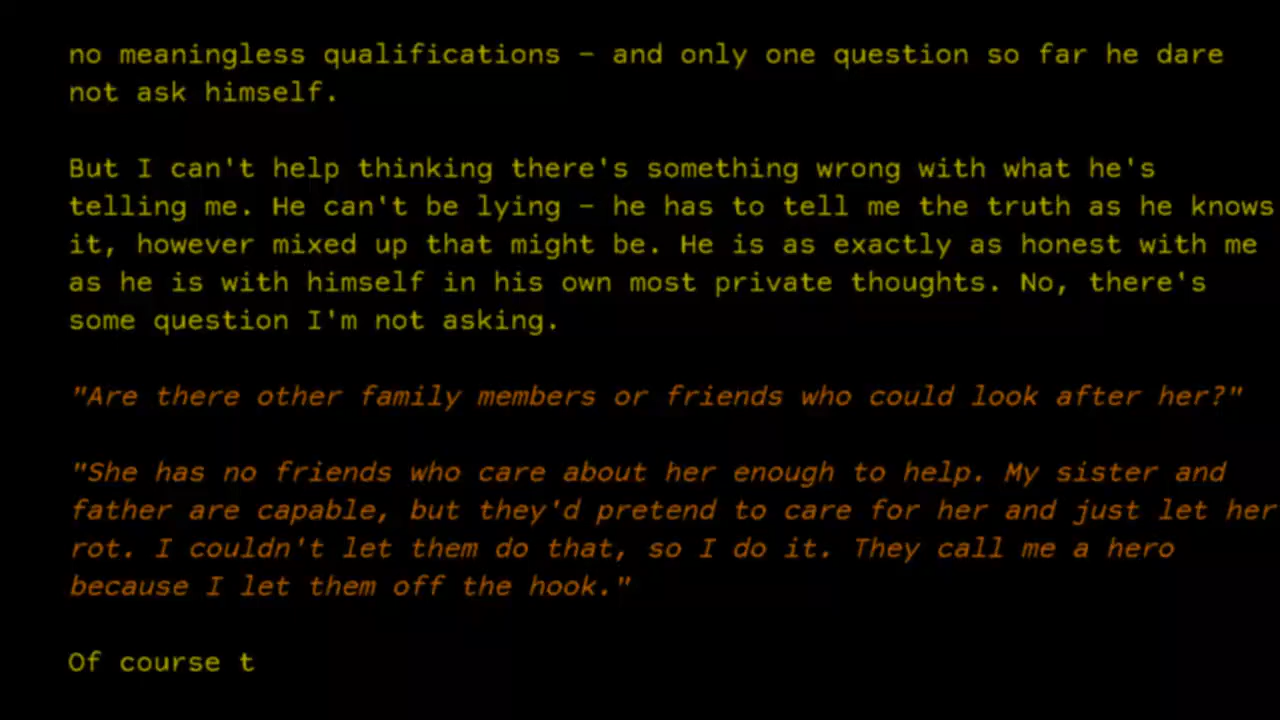 no meaningless qualifications – and only one question so far he dare
not ask himself.
But I can't help thinking there's something wrong with what he's
telling me. He can't be lying – he has to tell me the truth as he knows
it, however mixed up that might be. He is as exactly as honest with me
as he is with himself in his own most private thoughts. No, there's
some question I'm not asking.
"Are there other family members or friends who could look after her?"
"She has no friends who care about her enough to help. My sister and
father are capable, but they'd pretend to care for her and just let her
rot. I couldn't let them do that, so I do it. They call me a hero
because I let them off the hook."
Of course t